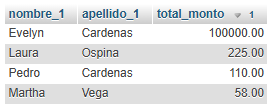 nombre_1 apellido_1 total_monto 1
Evelyn Cardenas 100000.00
Laura Ospina 225.00
Pedro Cardenas 110.00
Martha Vega 58.00